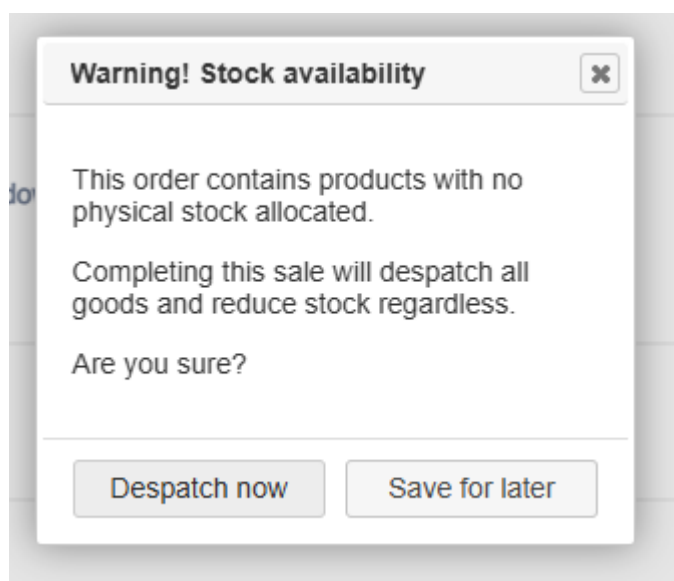 Warning! Stock availability
This order contains products with no
physical stock allocated.
Completing this sale will despatch all
goods and reduce stock regardless.
Are you sure?
Despatch now
Save for later